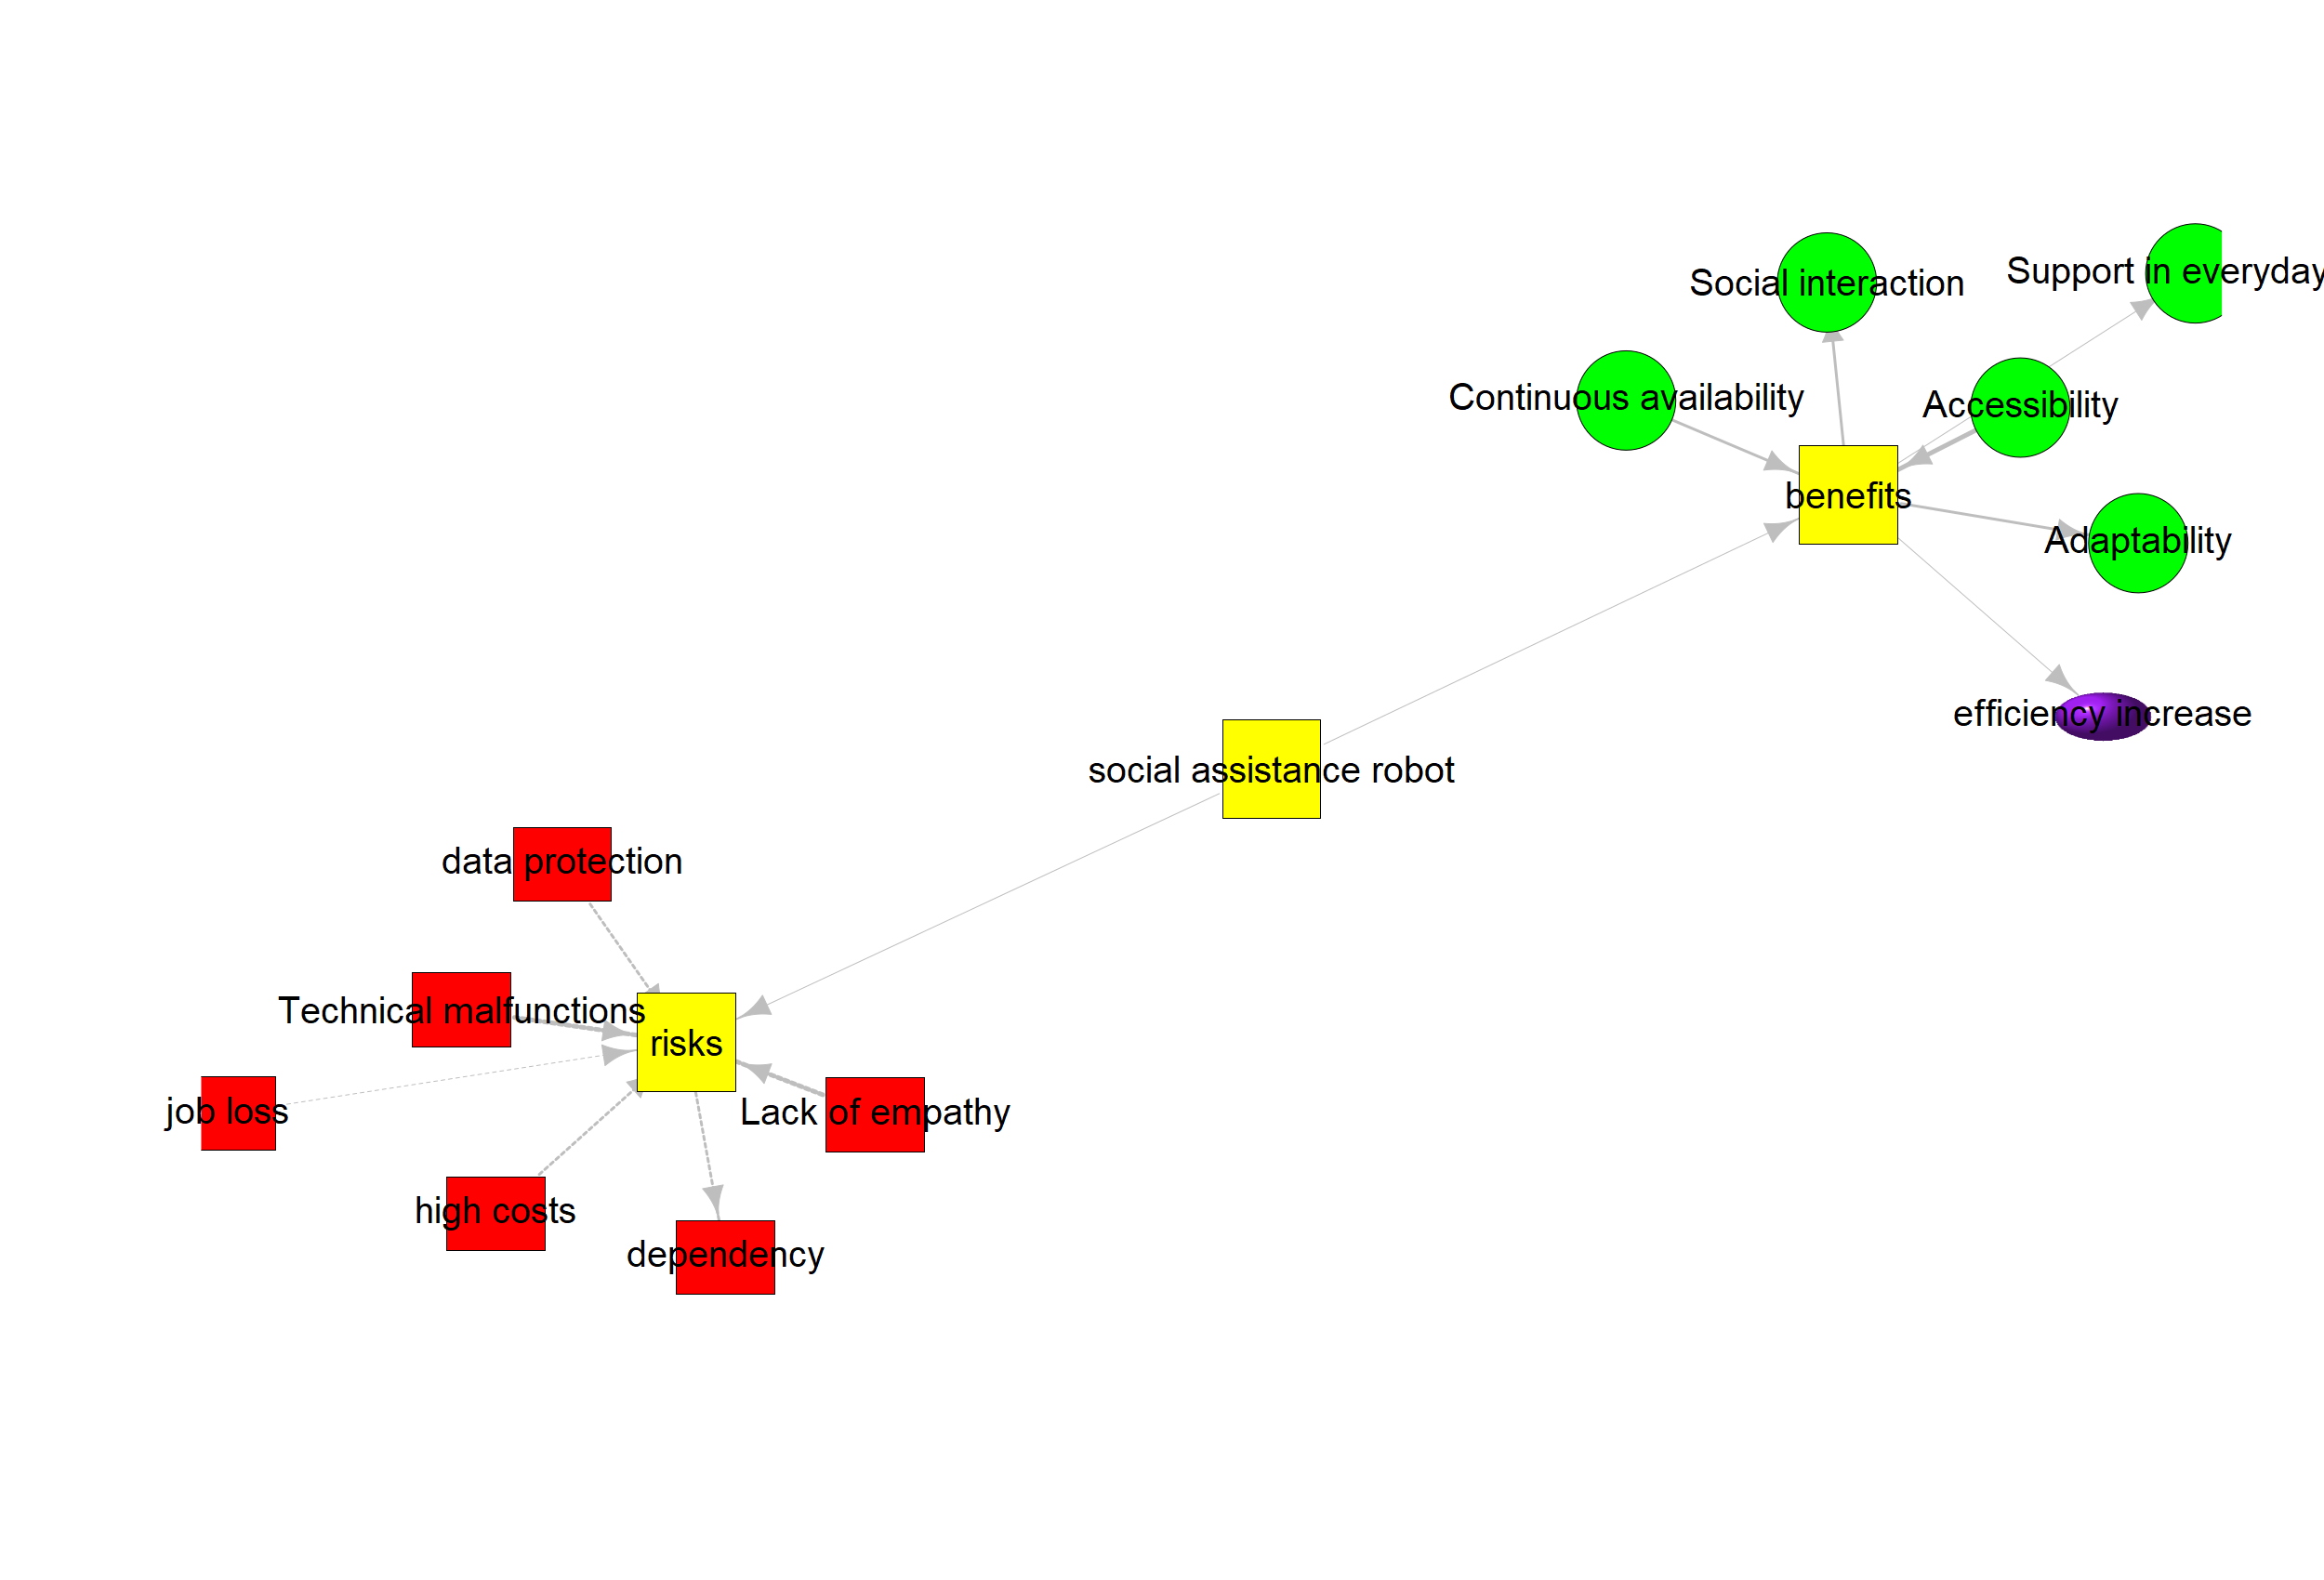 Support in everyday
Social interaction
Continuous availability
Accessibility
benefits
Adaptability
efficiency increase
social assistance robot
data protection
Technical malfunctions
risks
job loss
Lack of empathy
high costs
dependency